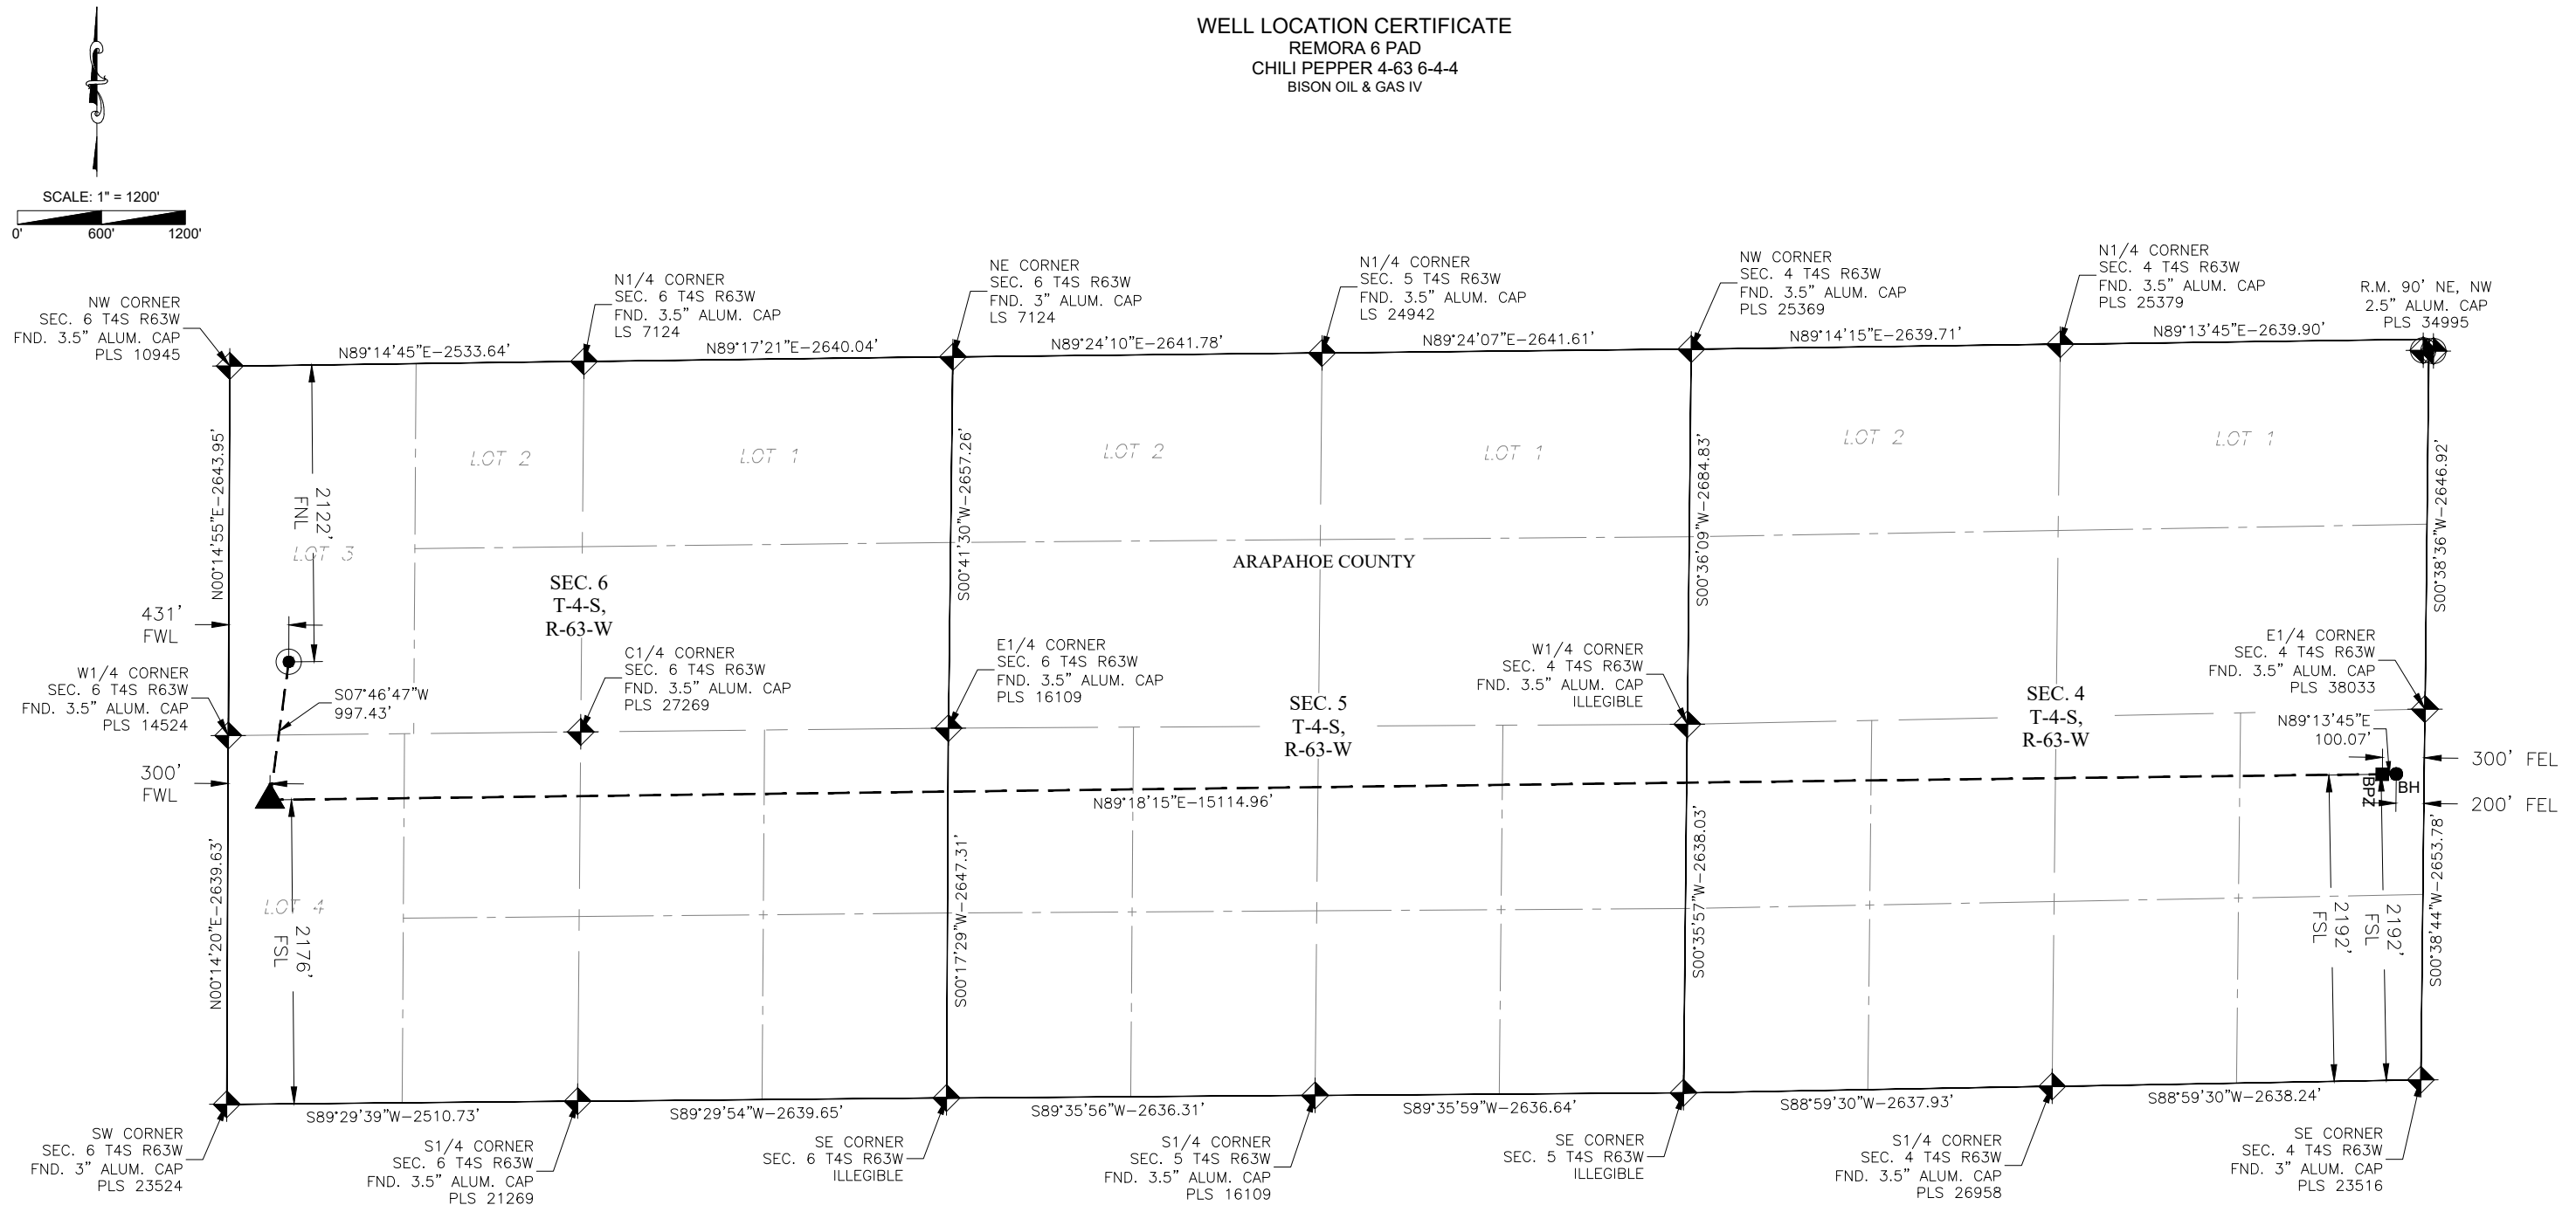 WELL LOCATION CERTIFICATE
REMORA 6 PAD
CHILI PEPPER 4-63 6-4-4
BISON OIL & GAS IV
SCALE: 1" = 1200'
0' 600' 1200'
NW CORNER
SEC. 6 T4S R63W
FND. 3.5" ALUM. CAP
PLS 10945
N1/4 CORNER
SEC. 6 T4S R63W
FND. 3.5" ALUM. CAP
LS 7124
NE CORNER
SEC. 6 T4S R63W
FND. 3" ALUM. CAP
LS 7124
N1/4 CORNER
SEC. 5 T4S R63W
FND. 3.5" ALUM. CAP
LS 24942
NW CORNER
SEC. 4 T4S R63W
FND. 3.5" ALUM. CAP
PLS 25369
N1/4 CORNER
SEC. 4 T4S R63W
FND. 3.5" ALUM. CAP
PLS 25379
R.M. 90' NE, NW
2.5" ALUM. CAP
PLS 34995
N89°14'45"E-2533.64'
N89°17'21"E-2640.04'
N89°24'10"E-2641.78'
N89°24'07"E-2641.61'
N89°14'15"E-2639.71'
N89°13'45"E-2639.90'
N00°14'55"E-2643.95'
2122'
FNL
LOT 3
LOT 2
LOT 1
S00°41'30"W-2657.26'
LOT 2
LOT 1
S00°36'09"W-2684.83'
LOT 2
LOT 1
S00°38'36"W-2646.92'
ARAPAHOE COUNTY
SEC. 6
T-4-S,
R-63-W
431'
FWL
W1/4 CORNER
SEC. 6 T4S R63W
FND. 3.5" ALUM. CAP
PLS 14524
S07°46'47"W
997.43'
C1/4 CORNER
SEC. 6 T4S R63W
FND. 3.5" ALUM. CAP
PLS 27269
E1/4 CORNER
SEC. 6 T4S R63W
FND. 3.5" ALUM. CAP
PLS 16109
SEC. 5
T-4-S,
R-63-W
W1/4 CORNER
SEC. 4 T4S R63W
FND. 3.5" ALUM. CAP
ILLEGIBLE
SEC. 4
T-4-S,
R-63-W
E1/4 CORNER
SEC. 4 T4S R63W
FND. 3.5" ALUM. CAP
PLS 38033
N89°13'45"E
100.07'
300' FEL
BPZ
BH
200' FEL
300'
FWL
N89°18'15"E-15114.96'
N00°14'20"E-2639.63'
LOT 4
2176'
FSL
S00°17'29"W-2647.31'
S00°35'57"W-2638.03'
2192'
FSL
2192'
FSL
S00°38'44"W-2653.78'
S89°29'39"W-2510.73'
S89°29'54"W-2639.65'
S89°35'56"W-2636.31'
S89°35'59"W-2636.64'
S88°59'30"W-2637.93'
S88°59'30"W-2638.24'
SW CORNER
SEC. 6 T4S R63W
FND. 3" ALUM. CAP
PLS 23524
S1/4 CORNER
SEC. 6 T4S R63W
FND. 3.5" ALUM. CAP
PLS 21269
SE CORNER
SEC. 6 T4S R63W
ILLEGIBLE
S1/4 CORNER
SEC. 5 T4S R63W
FND. 3.5" ALUM. CAP
PLS 16109
SE CORNER
SEC. 5 T4S R63W
ILLEGIBLE
S1/4 CORNER
SEC. 4 T4S R63W
FND. 3.5" ALUM. CAP
PLS 26958
SE CORNER
SEC. 4 T4S R63W
FND. 3" ALUM. CAP
PLS 23516